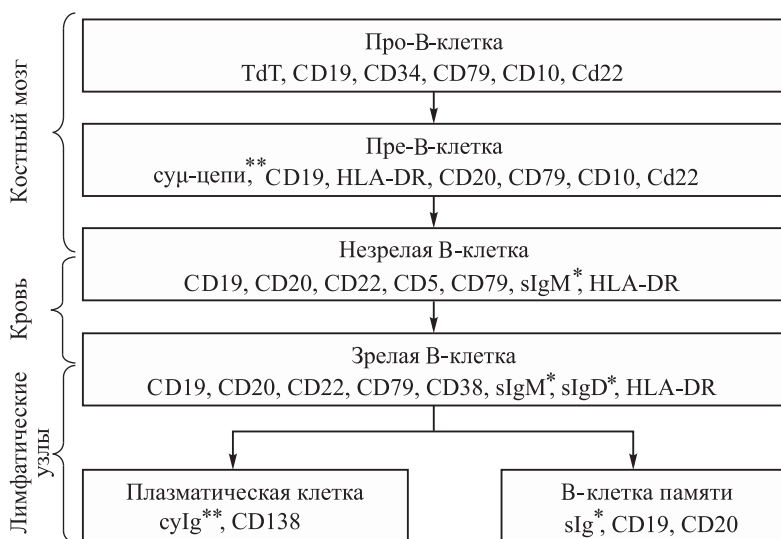 Костный мозг
Про-В-клетка
TdT, CD19, CD34, CD79, CD10, Cd22
Пре-В-клетка
cyμ-цепи,** CD19, HLA-DR, CD20, CD79, CD10, Cd22
Незрелая В-клетка
CD19, CD20, CD22, CD5, CD79, sIgM*, HLA-DR
Кровь
Зрелая В-клетка
CD19, CD20, CD22, CD79, CD38, sIgM*, sIgD*, HLA-DR
Лимфатические
узлы
Плазматическая клетка
cyIg**, CD138
В-клетка памяти
sIg*, CD19, CD20